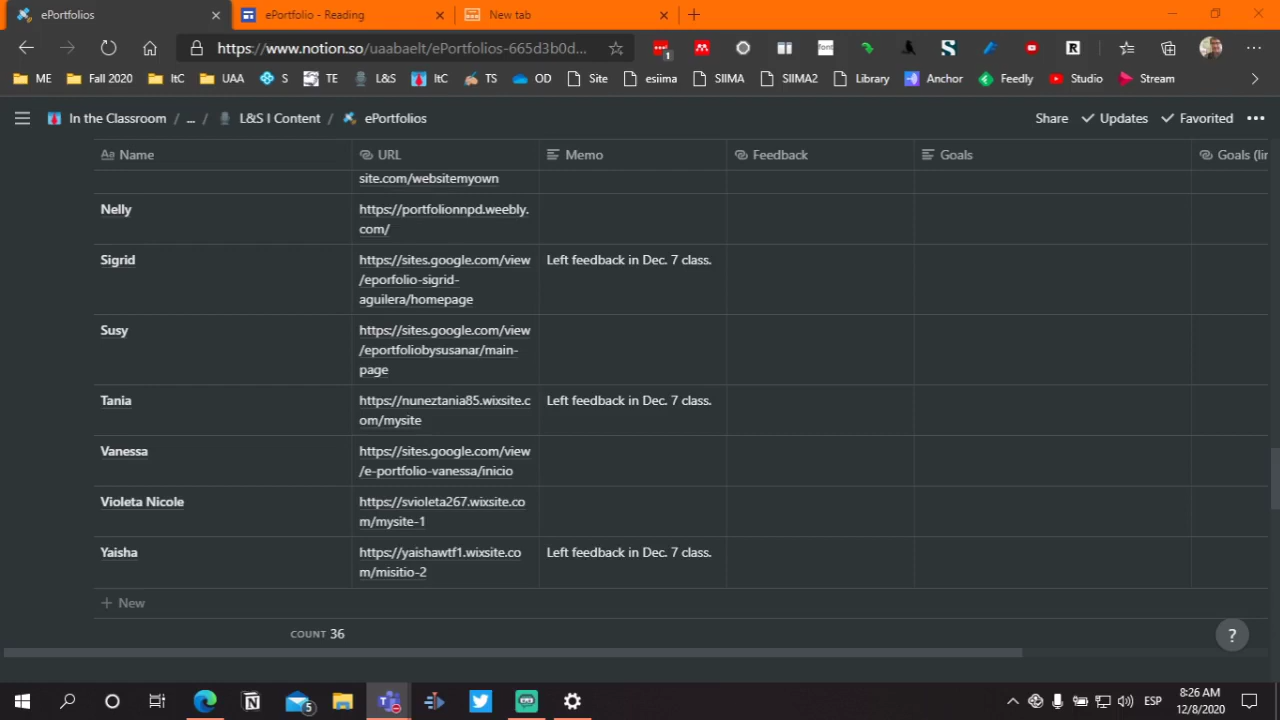 ePortfolios
ePortfolio - Reading
New tab
https://www.notion.so/uaabaelt/ePortfolios-665d3b0d...
ME
Fall 2020
ItC
UAA
S
TE
L&S
ItC
TS
OD
Site
esiima
SIIMA
SIIMA2
Library
Anchor
Feedly
Studio
Stream
In the Classroom / ... / L&S I Content / ePortfolios
Share
Updates
Favorited
Aa Name
URL
Memo
Feedback
Goals
Goals (lin
site.com/websitemyown
Nelly
https://portfolionnpd.weebly.
com/
Sigrid
https://sites.google.com/view
/eporfolio-sigrid-
aguilera/homepage
Left feedback in Dec. 7 class.
Susy
https://sites.google.com/view
/eportfoliobysusanar/main-
page
Tania
https://nuneztania85.wixsite.c
om/mysite
Left feedback in Dec. 7 class.
Vanessa
https://sites.google.com/view
/e-portfolio-vanessa/inicio
Violeta Nicole
https://svioleta267.wixsite.co
m/mysite-1
Yaisha
https://yaishawtf1.wixsite.co
m/misitio-2
Left feedback in Dec. 7 class.
+ New
COUNT 36
?
5
ESP
8:26 AM
12/8/2020